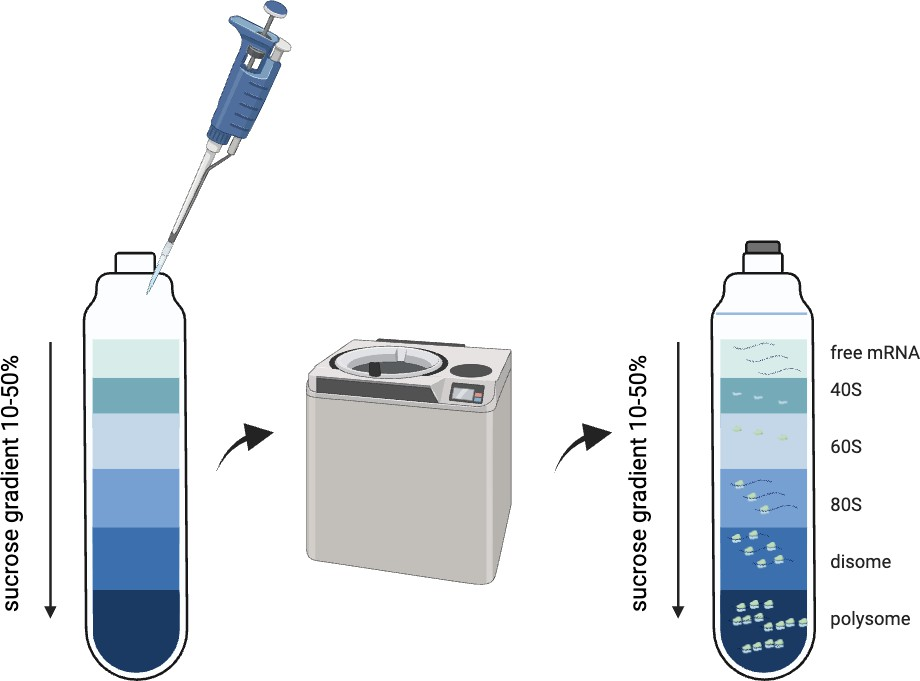 sucrose gradient 10-50%
sucrose gradient 10-50%
free mRNA
40S
60S
80S
disome
polysome